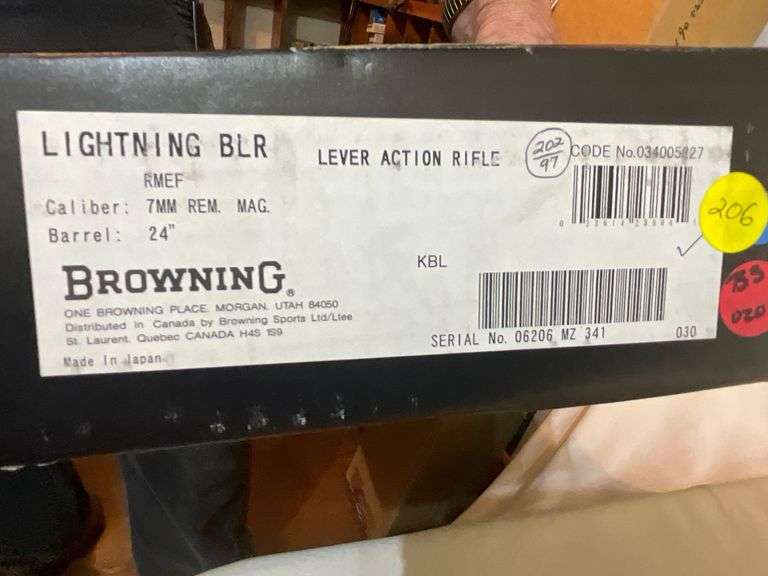 LIGHTNING BLR
LEVER ACTION RIFLE
202
97
CODE No.034005227
RMEF
Caliber: 7MM REM. MAG.
Barrel: 24"
206
BROWNING®
KBL
ONE BROWNING PLACE. MORGAN, UTAH 84050
Distributed in Canada by Browning Sports Ltd/Ltee
St. Laurent, Quebec CANADA H4S 1S9
Made In Japan
SERIAL No. 06206 MZ 341
030
020